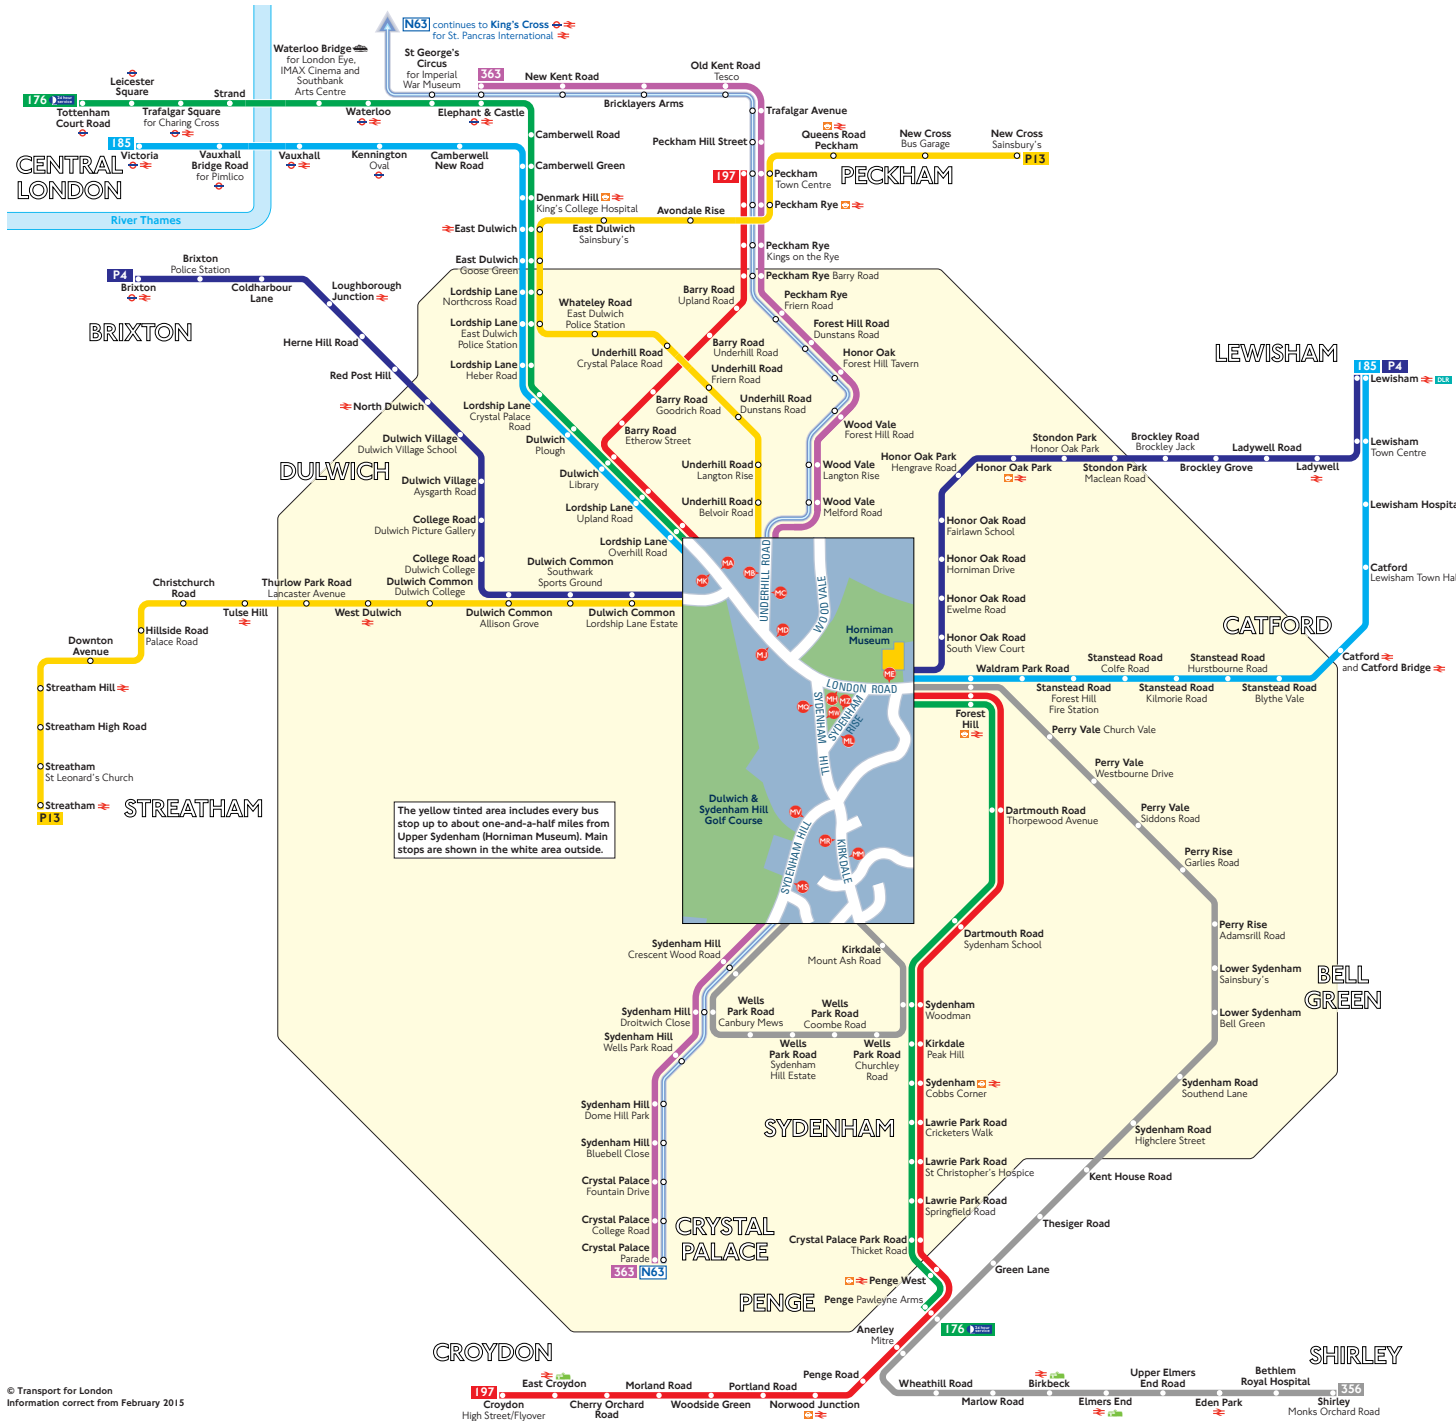 N63 continues to King's Cross
for St. Pancras International
Waterloo Bridge
for London Eye,
IMAX Cinema and
Southbank
Arts Centre
St George's
Circus
for Imperial
War Museum
363
New Kent Road
Old Kent Road
Tesco
Bricklayers Arms
Leicester
Square
Strand
176 24 hour service
Tottenham
Court Road
Trafalgar Square
for Charing Cross
Waterloo
Elephant & Castle
Trafalgar Avenue
Peckham Hill Street
Queens Road
Peckham
New Cross
Bus Garage
New Cross
Sainsbury's
P13
185
Victoria
Vauxhall
Bridge Road
for Pimlico
Vauxhall
Kennington
Oval
Camberwell
New Road
Camberwell Road
Camberwell Green
CENTRAL
LONDON
River Thames
197
Peckham
Town Centre
PECKHAM
Denmark Hill
King's College Hospital
Peckham Rye
Avondale Rise
East Dulwich
East Dulwich
Sainsbury's
Peckham Rye
Kings on the Rye
East Dulwich
Goose Green
Peckham Rye Barry Road
P4
Brixton
Brixton
Police Station
Coldharbour
Lane
Loughborough
Junction
BRIXTON
Herne Hill Road
Red Post Hill
North Dulwich
Dulwich Village
Dulwich Village School
DULWICH
Dulwich Village
Aysgarth Road
College Road
Dulwich Picture Gallery
College Road
Dulwich College
Lordship Lane
Northcross Road
Lordship Lane
East Dulwich
Police Station
Lordship Lane
Heber Road
Lordship Lane
Crystal Palace
Road
Dulwich
Plough
Dulwich
Library
Lordship Lane
Upland Road
Lordship Lane
Overhill Road
Whateley Road
East Dulwich
Police Station
Underhill Road
Crystal Palace Road
Barry Road
Upland Road
Barry Road
Underhill Road
Underhill Road
Friern Road
Barry Road
Goodrich Road
Underhill Road
Dunstans Road
Barry Road
Etherow Street
Underhill Road
Langton Rise
Underhill Road
Belvoir Road
Peckham Rye
Friern Road
Forest Hill Road
Dunstans Road
Honor Oak
Forest Hill Tavern
Wood Vale
Forest Hill Road
Wood Vale
Langton Rise
Wood Vale
Melford Road
LEWISHAM
185 P4
Lewisham DLR
Lewisham
Town Centre
Lewisham Hospita
Catford
Lewisham Town Hal
CATFORD
Catford
and Catford Bridge
Honor Oak Park
Hengrave Road
Honor Oak Park
Stondon Park
Honor Oak Park
Stondon Park
Maclean Road
Brockley Road
Brockley Jack
Brockley Grove
Ladywell Road
Ladywell
Honor Oak Road
Fairlawn School
Honor Oak Road
Horniman Drive
Honor Oak Road
Ewelme Road
Honor Oak Road
South View Court
Waldram Park Road
Stanstead Road
Forest Hill
Fire Station
Stanstead Road
Colfe Road
Stanstead Road
Kilmorie Road
Stanstead Road
Hurstbourne Road
Stanstead Road
Blythe Vale
Christchurch
Road
Tulse Hill
Thurlow Park Road
Lancaster Avenue
West Dulwich
Dulwich Common
Dulwich College
Dulwich Common
Allison Grove
Dulwich Common
Southwark
Sports Ground
Dulwich Common
Lordship Lane Estate
Hillside Road
Palace Road
Downton
Avenue
Streatham Hill
Streatham High Road
Streatham
St Leonard's Church
Streatham
P13
STREATHAM
The yellow tinted area includes every bus
stop up to about one-and-a-half miles from
Upper Sydenham (Horniman Museum). Main
stops are shown in the white area outside.
MK
MA
MB
MC
MD
MJ
UNDERHILL ROAD
WOOD VALE
Horniman
Museum
ME
LONDON ROAD
MO
MH
MZ
MW
ML
SYDENHAM HILL
SYDENHAM
RISE
Dulwich &
Sydenham Hill
Golf Course
MV
MR
MM
MS
SYDENHAM HILL
KIRKDALE
Forest
Hill
Perry Vale Church Vale
Perry Vale
Westbourne Drive
Perry Vale
Siddons Road
Perry Rise
Garlies Road
Perry Rise
Adamsrill Road
Lower Sydenham
Sainsbury's
Lower Sydenham
Bell Green
BELL
GREEN
Sydenham Road
Southend Lane
Sydenham Road
Highclere Street
Kent House Road
Thesiger Road
Green Lane
Dartmouth Road
Thorpewood Avenue
Dartmouth Road
Sydenham School
Sydenham
Woodman
Kirkdale
Peak Hill
Sydenham
Cobbs Corner
Lawrie Park Road
Cricketers Walk
Lawrie Park Road
St Christopher's Hospice
Lawrie Park Road
Springfield Road
Crystal Palace Park Road
Thicket Road
Penge West
Penge Pawleyne Arms
176 24 hour service
Anerley
Mitre
Kirkdale
Mount Ash Road
Wells
Park Road
Canbury Mews
Wells
Park Road
Sydenham
Hill Estate
Wells
Park Road
Coombe Road
Wells
Park Road
Churchley
Road
SYDENHAM
Sydenham Hill
Crescent Wood Road
Sydenham Hill
Droitwich Close
Sydenham Hill
Wells Park Road
Sydenham Hill
Dome Hill Park
Sydenham Hill
Bluebell Close
Crystal Palace
Fountain Drive
Crystal Palace
College Road
Crystal Palace
Parade
363 N63
CRYSTAL
PALACE
PENGE
CROYDON
197
Croydon
High Street/Flyover
East Croydon
Cherry Orchard
Road
Morland Road
Woodside Green
Portland Road
Norwood Junction
Penge Road
SHIRLEY
Wheathill Road
Marlow Road
Birkbeck
Elmers End
Upper Elmers
End Road
Eden Park
Bethlem
Royal Hospital
356
Shirley
Monks Orchard Road
© Transport for London
Information correct from February 2015